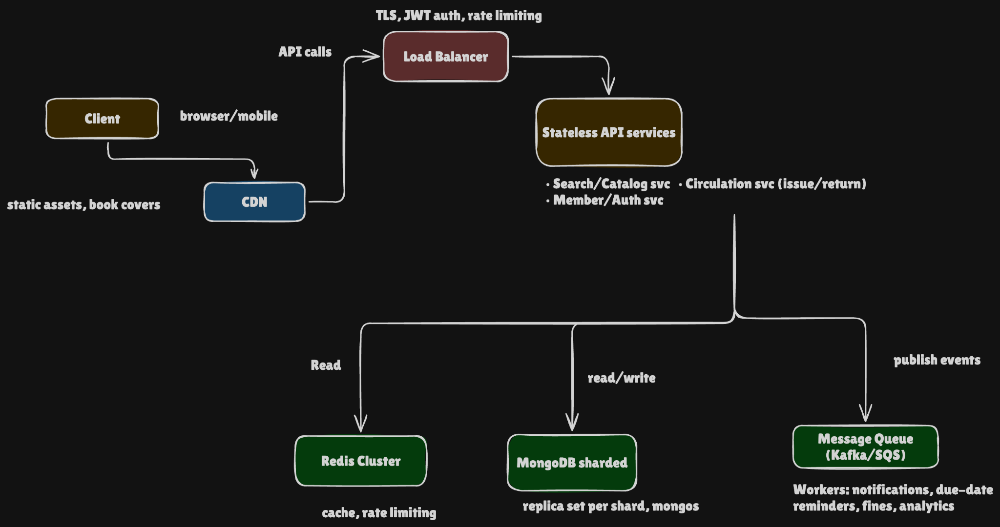 TLS, JWT auth, rate limiting
API calls
Load Balancer
Client
browser/mobile
Stateless API services
static assets, book covers
CDN
• Search/Catalog svc • Circulation svc (issue/return)
• Member/Auth svc
Read
read/write
publish events
Redis Cluster
MongoDB sharded
Message Queue
(Kafka/SQS)
cache, rate limiting
replica set per shard, mongos
Workers: notifications, due-date
reminders, fines, analytics